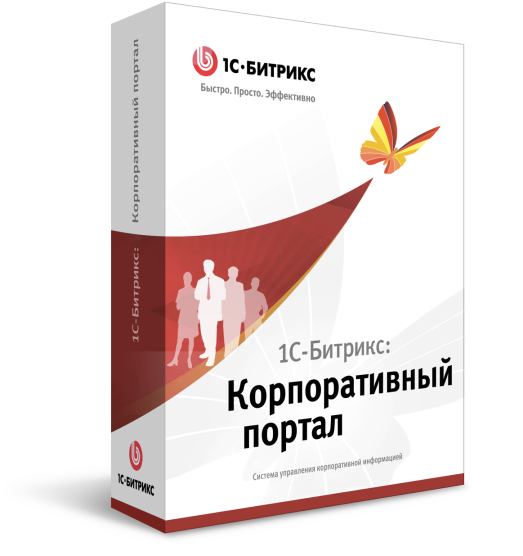 1С·БИТРИКС
Быстро. Просто. Эффективно
1С-Битрикс:
Корпоративный
портал
Система управления корпоративной информацией
1С-Битрикс: Корпоративный портал
1С·БИТРИКС